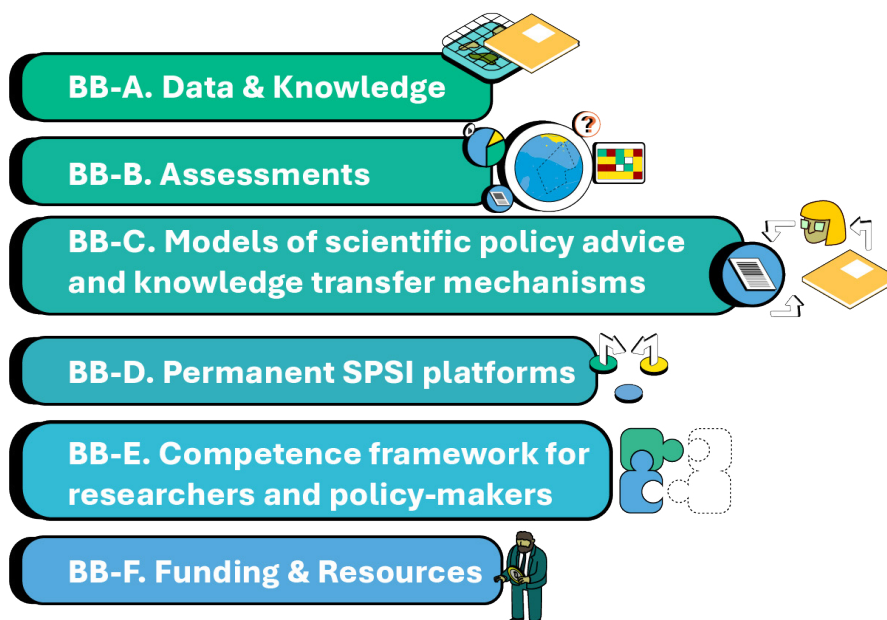 BB-A. Data & Knowledge
?
BB-B. Assessments
BB-C. Models of scientific policy advice
and knowledge transfer mechanisms
BB-D. Permanent SPSI platforms
BB-E. Competence framework for
researchers and policy-makers
BB-F. Funding & Resources